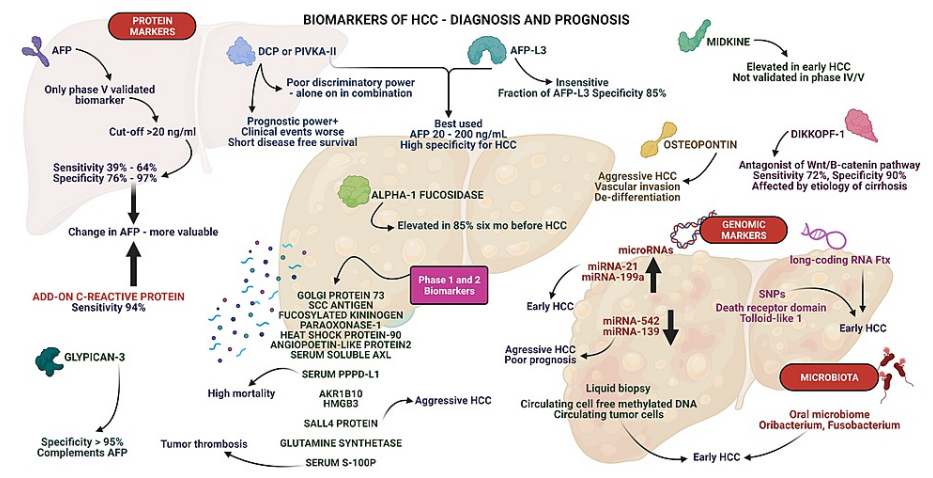 BIOMARKERS OF HCC - DIAGNOSIS AND PROGNOSIS
PROTEIN
MARKERS
AFP
Only phase V validated
biomarker
Cut-off >20 ng/ml
Sensitivity 39% - 64%
Specificity 76% - 97%
Change in AFP - more valuable
ADD-ON C-REACTIVE PROTEIN
Sensitivity 94%
GLYPICAN-3
Specificity > 95%
Complements AFP
DCP or PIVKA-II
Poor discriminatory power
- alone on in combination
Prognostic power+
Clinical events worse
Short disease free survival
AFP-L3
Insensitive
Fraction of AFP-L3 Specificity 85%
Best used
AFP 20 - 200 ng/mL
High specificity for HCC
MIDKINE
Elevated in early HCC
Not validated in phase IV/V
OSTEOPONTIN
Aggressive HCC
Vascular invasion
De-differentiation
DIKKOPF-1
Antagonist of Wnt/B-catenin pathway
Sensitivity 72%, Specificity 90%
Affected by etiology of cirrhosis
ALPHA-1 FUCOSIDASE
Elevated in 85% six mo before HCC
Phase 1 and 2
Biomarkers
GOLGI PROTEIN 73
SCC ANTIGEN
FUCOSYLATED KININOGEN
PARAOXONASE-1
HEAT SHOCK PROTEIN-90
ANGIOPOETIN-LIKE PROTEIN2
SERUM SOLUBLE AXL
SERUM PPPD-L1
High mortality
AKR1B10
HMGB3
SALL4 PROTEIN
Aggressive HCC
GLUTAMINE SYNTHETASE
Tumor thrombosis
SERUM S-100P
GENOMIC
MARKERS
microRNAs
miRNA-21
miRNA-199a
Early HCC
miRNA-542
miRNA-139
Agressive HCC
Poor prognosis
long-coding RNA Ftx
SNPs
Death receptor domain
Tolloid-like 1
Early HCC
Liquid biopsy
Circulating cell free methylated DNA
Circulating tumor cells
MICROBIOTA
Oral microbiome
Oribacterium, Fusobacterium
Early HCC